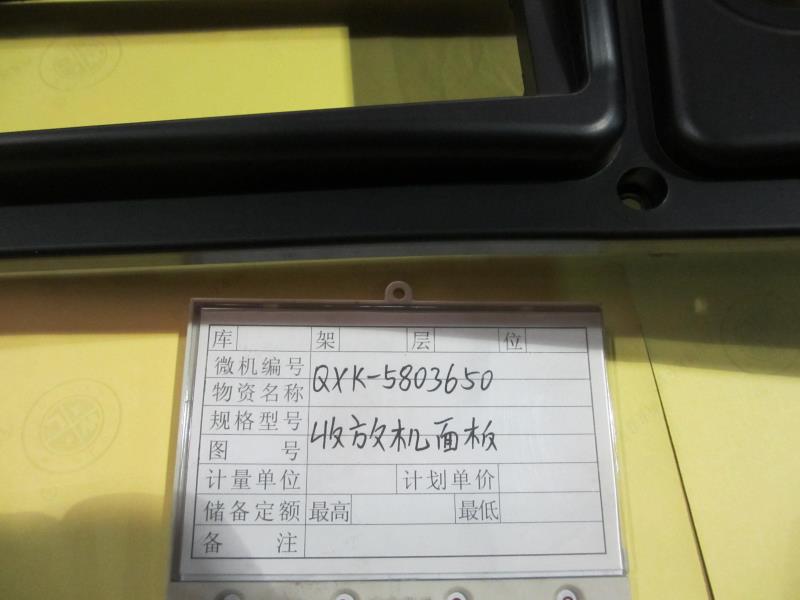 库 架 层 位
微机编号
物资名称
QXK-5803650
规格型号
图 号
收放机面板
计量单位 计划单价
储备定额 最高 最低
备 注